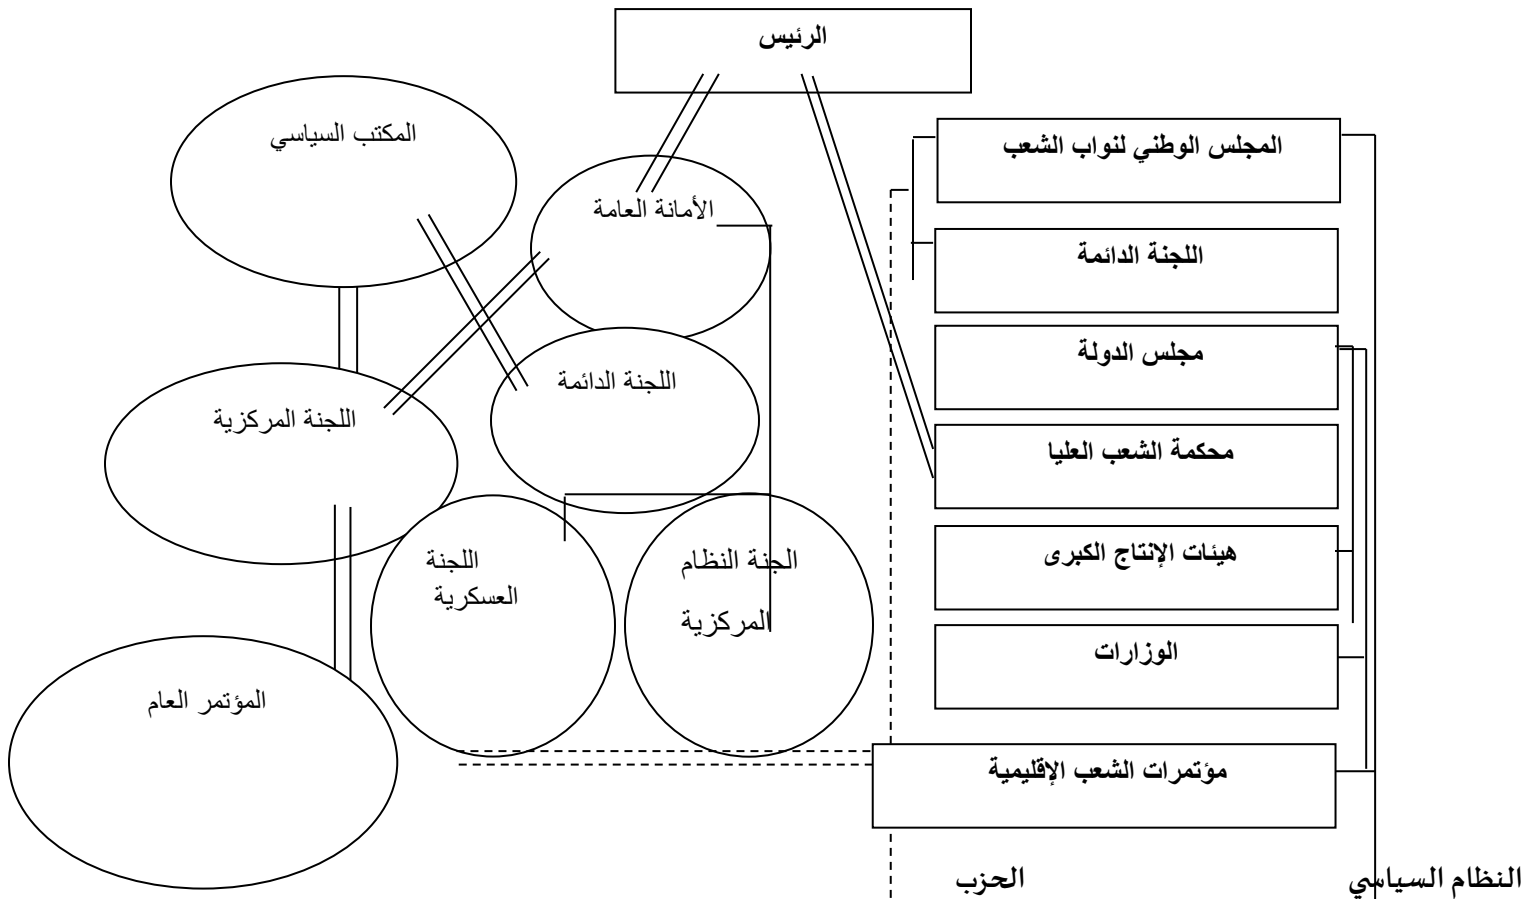 الرئيس
المكتب السياسي
المجلس الوطني لنواب الشعب
الأمانة العامة
اللجنة الدائمة
مجلس الدولة
اللجنة الدائمة
اللجنة المركزية
محكمة الشعب العليا
هيئات الإنتاج الكبرى
الجنة النظام
المركزية
اللجنة
العسكرية
الوزارات
المؤتمر العام
مؤتمرات الشعب الإقليمية
النظام السياسي
الحزب